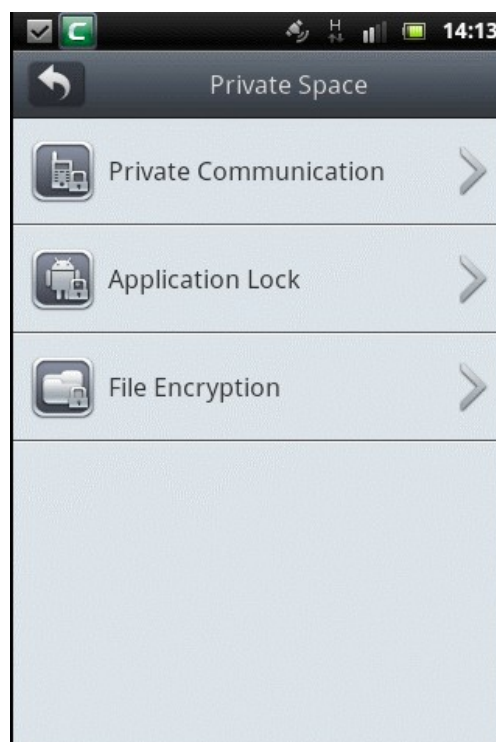 C
H
14:13
Private Space
Private Communication
Application Lock
File Encryption